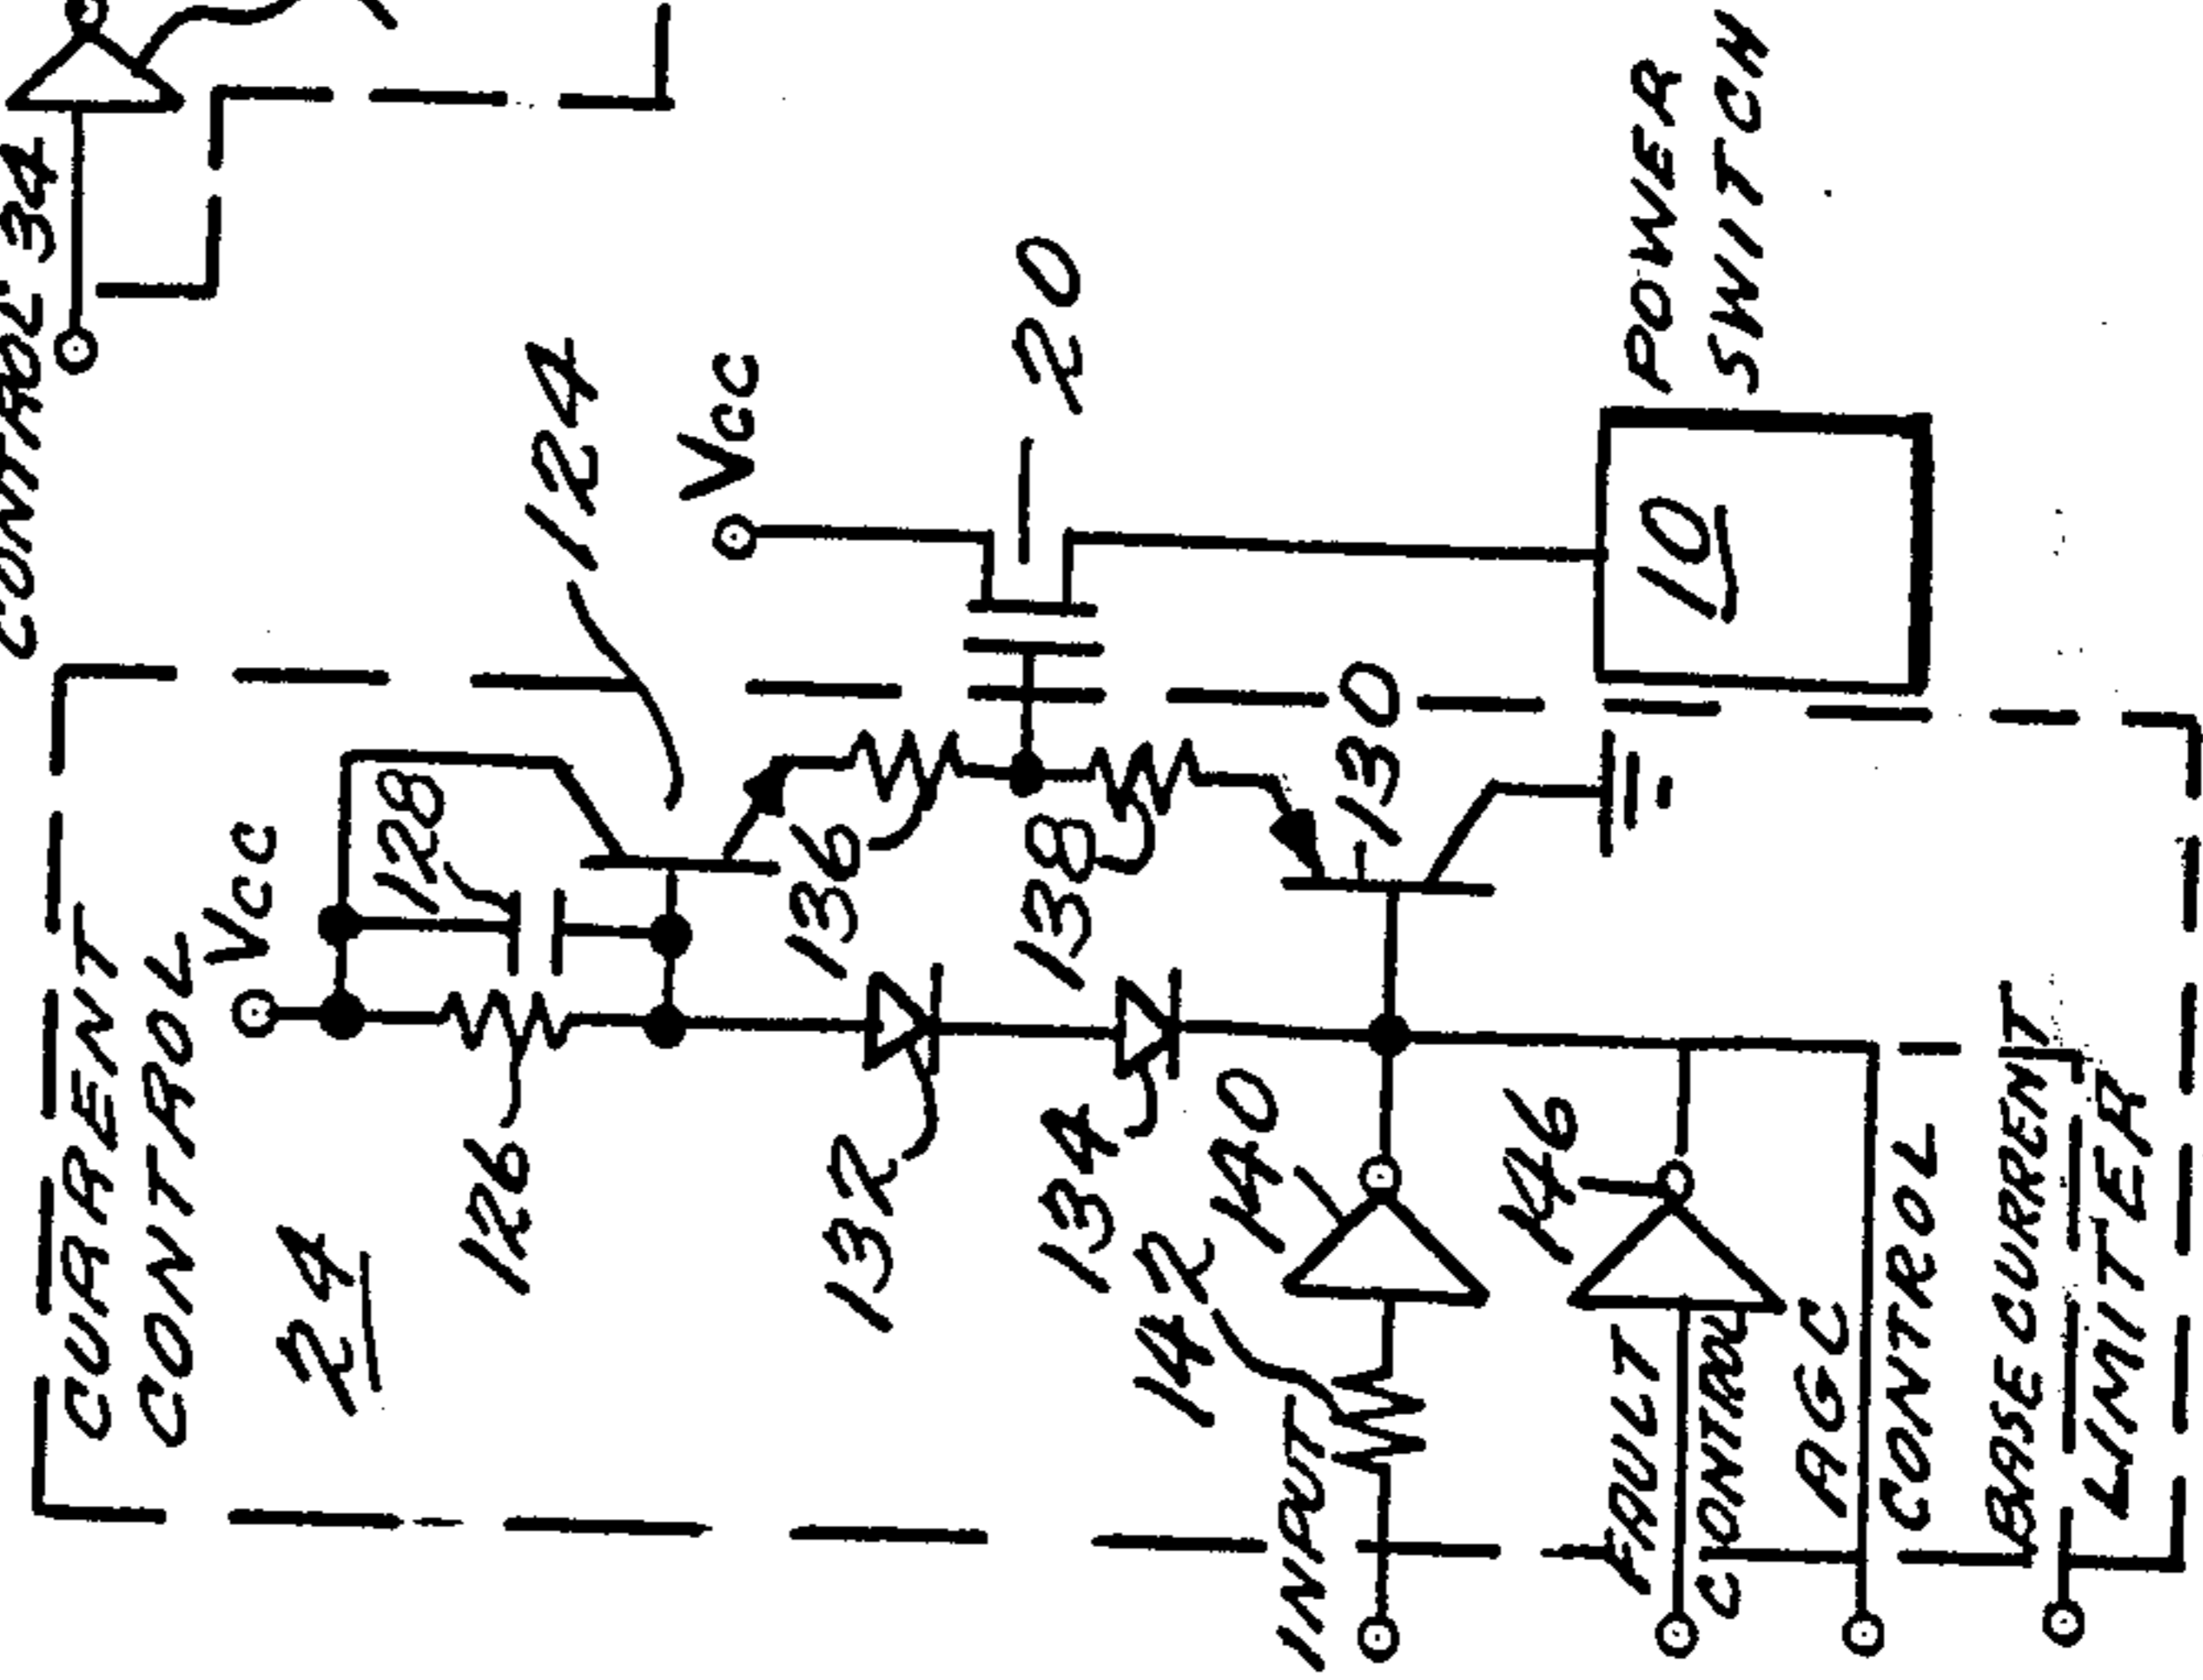 CONTROL 34
CURRENT
CONTROL
24
Vcc
128
124
Vcc
20
126
136
138
130
132
134
140
142
146
INPUT
FAULT
CONTROL
AGC
CONTROL
BASE CURRENT
LIMITER
10
POWER
SWITCH